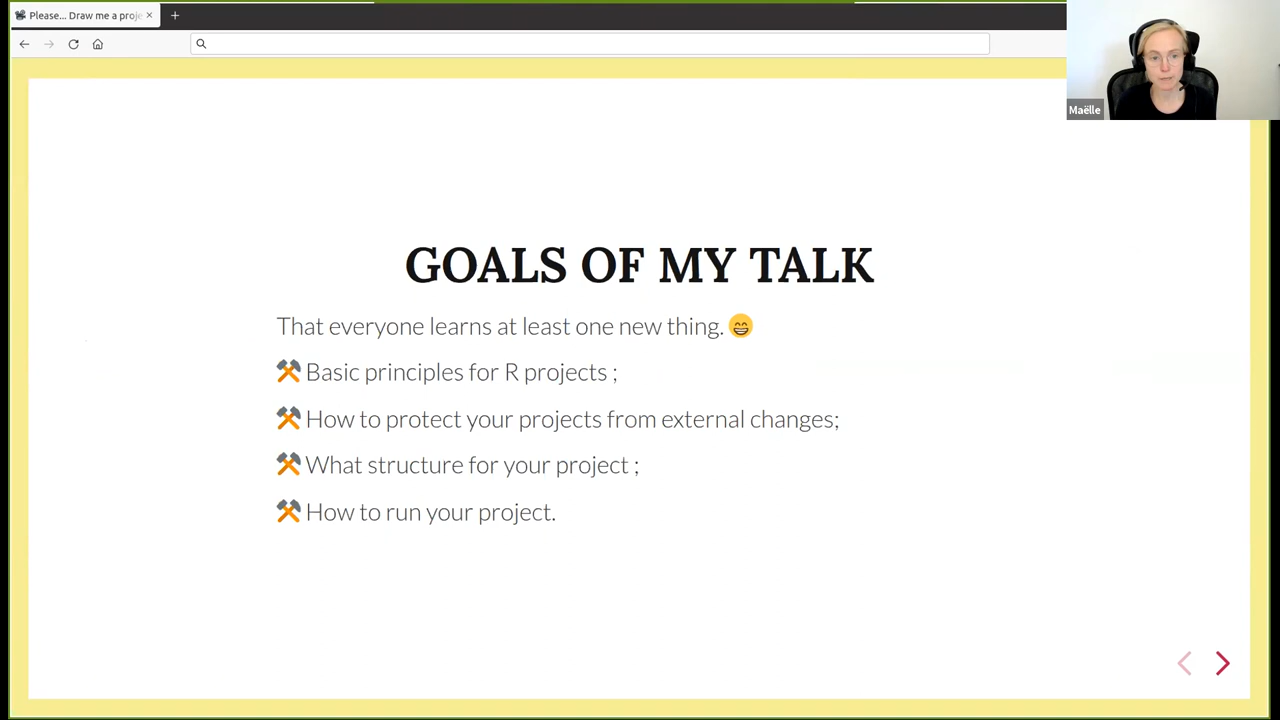 Please... Draw me a proje
Maëlle
GOALS OF MY TALK
That everyone learns at least one new thing. 😁
⚒ Basic principles for R projects ;
⚒ How to protect your projects from external changes;
⚒ What structure for your project ;
⚒ How to run your project.